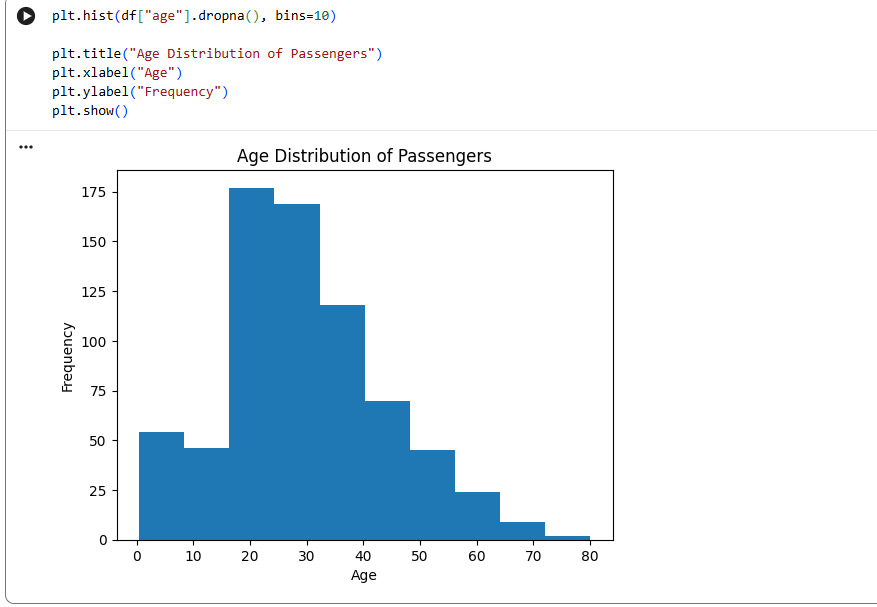 plt.hist(df["age"].dropna(), bins=10)
plt.title("Age Distribution of Passengers")
plt.xlabel("Age")
plt.ylabel("Frequency")
plt.show()
Age Distribution of Passengers
175
150
125
100
75
50
25
0
Frequency
0 10 20 30 40 50 60 70 80
Age